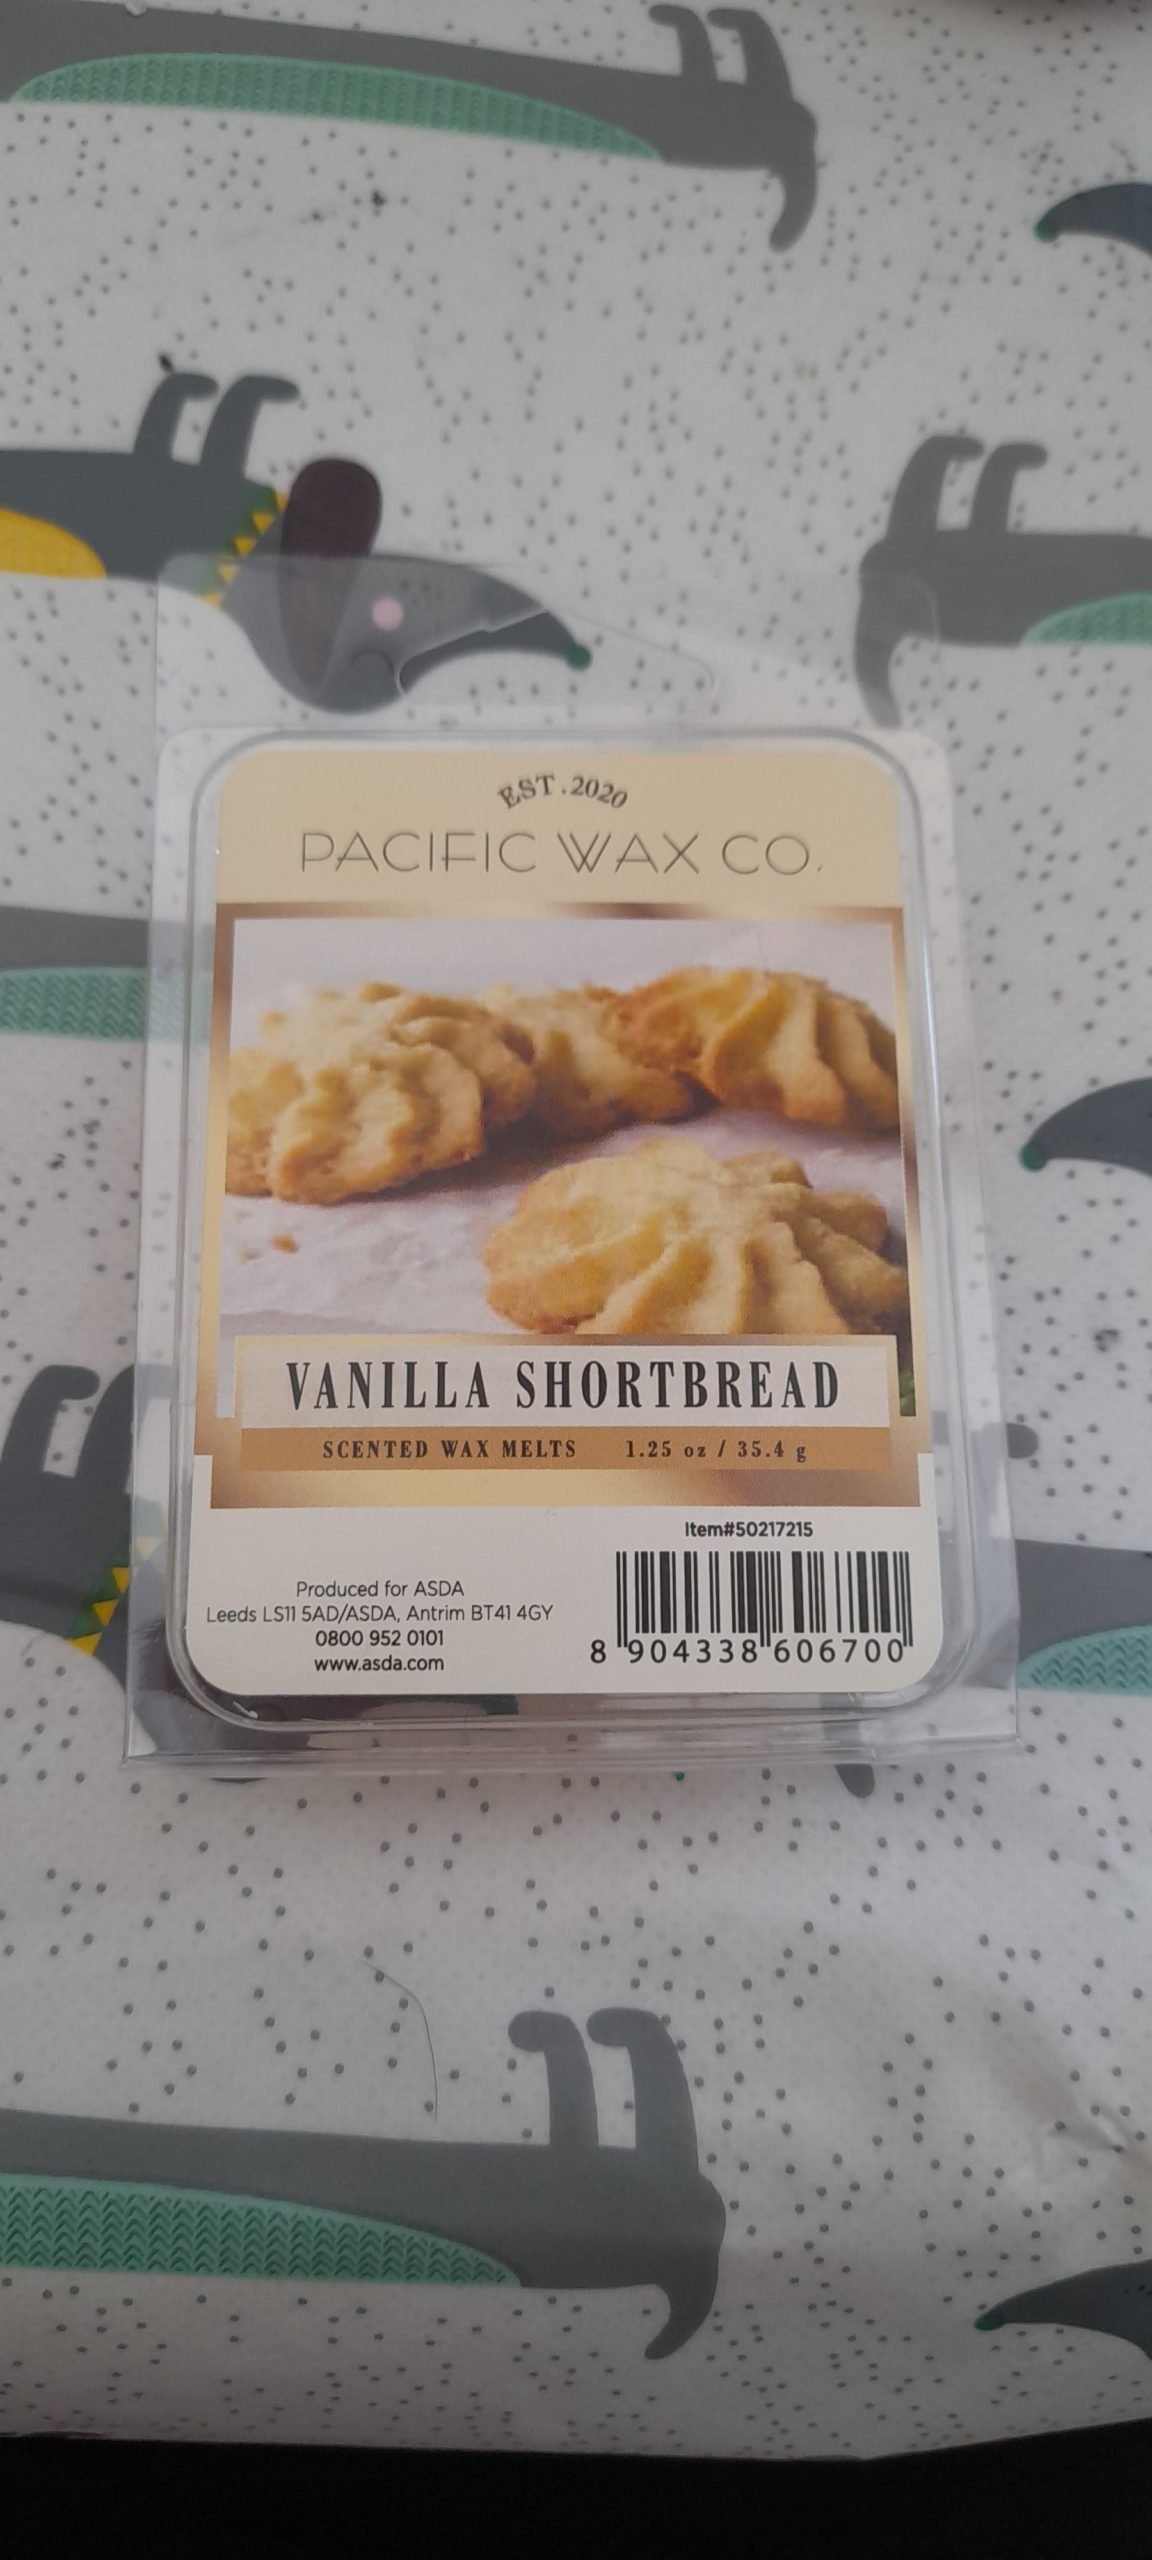 EST.2020
PACIFIC WAX CO.
VANILLA SHORTBREAD
SCENTED WAX MELTS 1.25 oz / 35.4 g
Item#50217215
Produced for ASDA
Leeds LS11 5AD/ASDA, Antrim BT41 4GY
0800 952 0101
www.asda.com
8 904338 606700